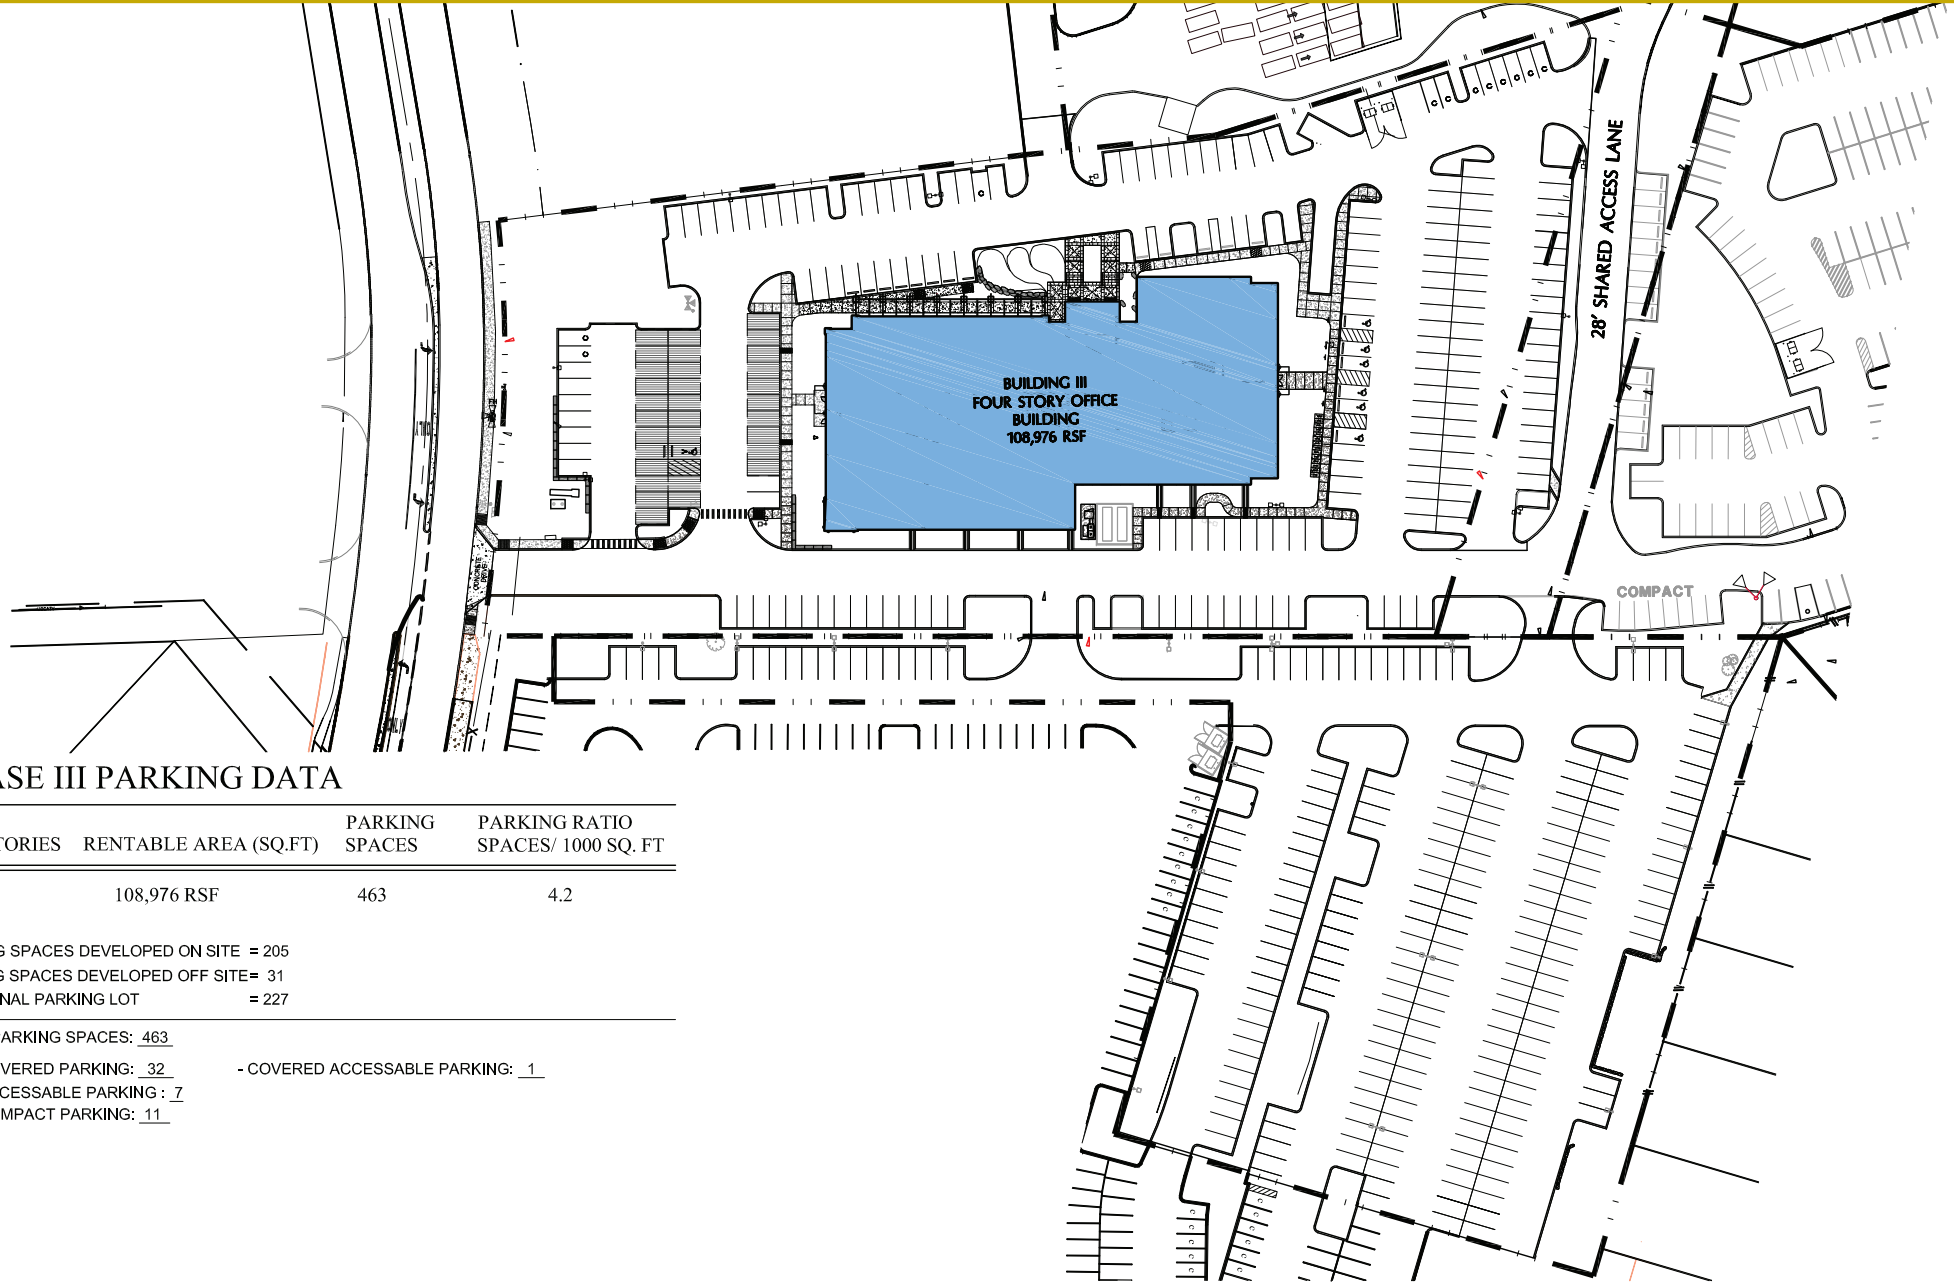 28' SHARED ACCESS LANE
BUILDING III
FOUR STORY OFFICE
BUILDING
108,976 RSF
CONCRETE
DRIVE
COMPACT
ASE III PARKING DATA
TORIES RENTABLE AREA (SQ.FT) PARKING SPACES PARKING RATIO SPACES/ 1000 SQ. FT
108,976 RSF 463 4.2
G SPACES DEVELOPED ON SITE = 205
G SPACES DEVELOPED OFF SITE= 31
NAL PARKING LOT = 227
PARKING SPACES: 463
VERED PARKING: 32 - COVERED ACCESSABLE PARKING: 1
CESSABLE PARKING : 7
MPACT PARKING: 11